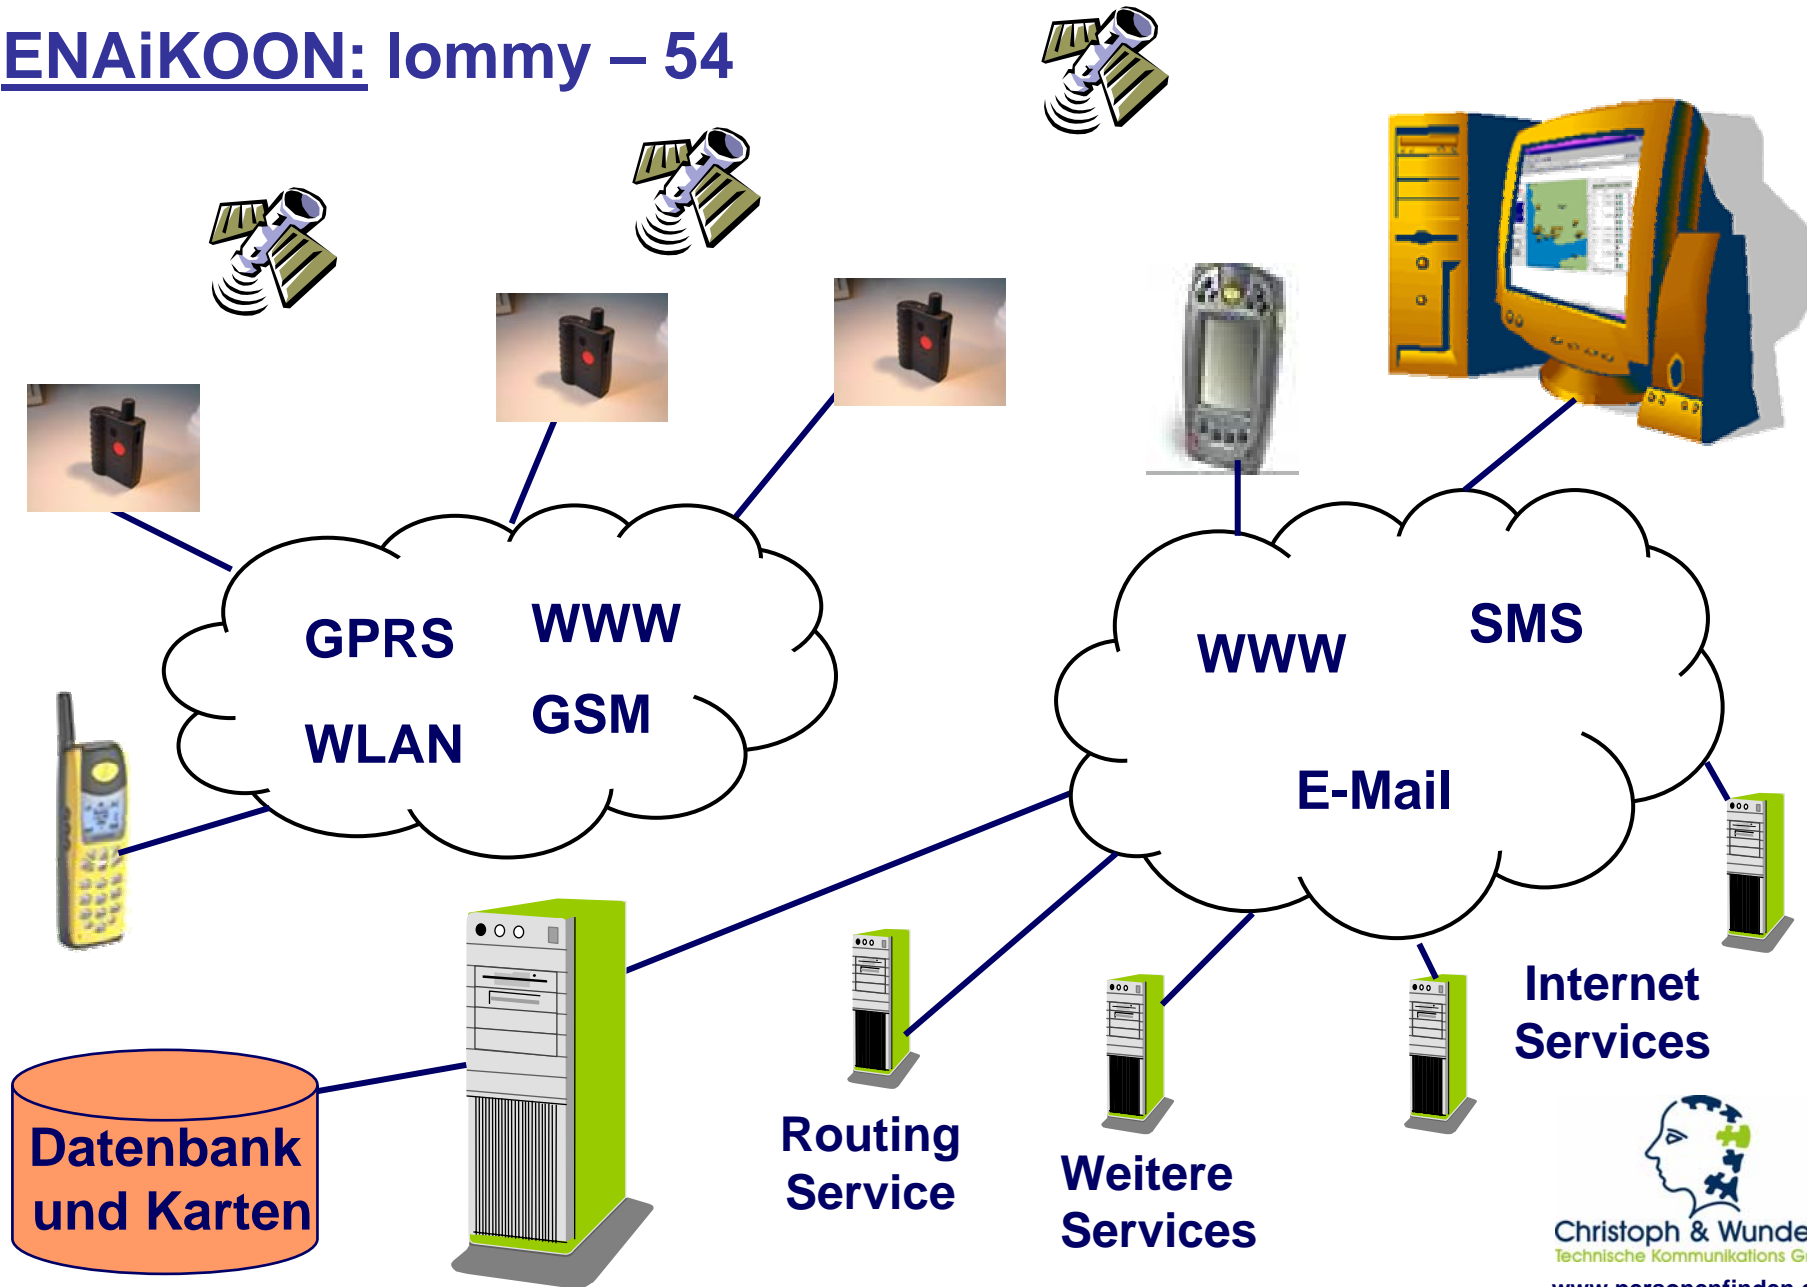 ENAiKOON: lommy – 54
GPRS
WWW
WLAN
GSM
WWW
SMS
E-Mail
Internet
Services
Routing
Service
Weitere
Services
Datenbank
und Karten
Christoph & Wunde
Technische Kommunikations G